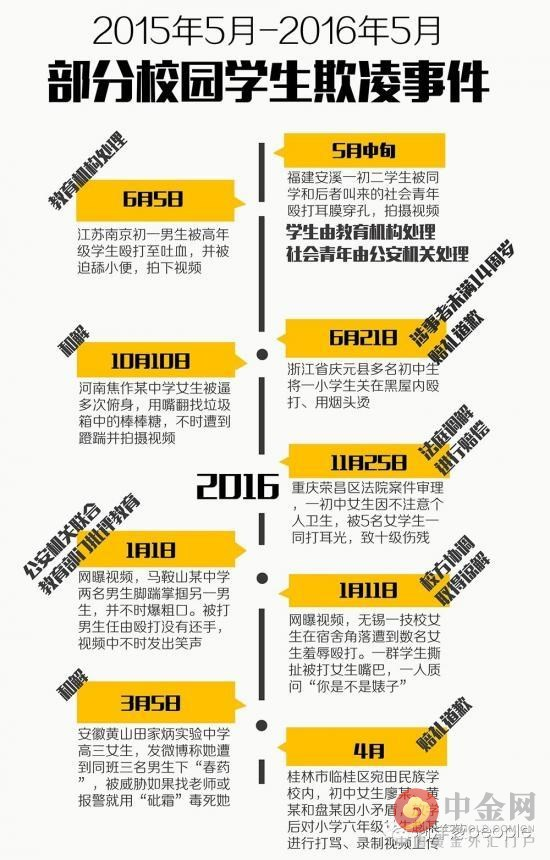 2015年5月-2016年5月
部分校园学生欺凌事件
5月中旬
福建安溪一初二学生被同
学和后者叫来的社会青年
殴打耳膜穿孔，拍摄视频
学生由教育机构处理
社会青年由公安机关处理
教育机构处理
6月5日
江苏南京初一男生被高年
级学生殴打至吐血，并被
迫舔小便，拍下视频
涉事者未满14周岁
赔礼道歉
6月21日
浙江省庆元县多名初中生
将一小学生关在黑屋内殴
打、用烟头烫
和解
10月10日
河南焦作某中学女生被逼
多次俯身，用嘴翻找垃圾
箱中的棒棒糖，不时遭到
蹬踹并拍摄视频
法庭调解
进行赔偿
11月25日
重庆荣昌区法院案件审理，
一初中女生因不注意个
人卫生，被5名女学生一
同打耳光，致十级伤残
2016
公安机关联合
教育部门批评教育
1月1日
网曝视频，马鞍山某中学
两名男生脚踹掌掴另一男
生，并不时爆粗口。被打
男生任由殴打没有还手，
视频中不时发出笑声
校方协调
取得谅解
1月11日
网曝视频，无锡一技校女
生在宿舍角落遭到数名女
生羞辱殴打。一群学生撕
扯被打女生嘴巴，一人质
问“你是不是婊子”
和解
3月5日
安徽黄山田家炳实验中学
高三女生，发微博称她遭
到同班三名男生下“春药
”，被威胁如果找老师或
报警就用“砒霜”毒死她
赔礼道歉
4月
桂林市临桂区宛田民族学
校内，初中女生廖某、黄
某和盘某因小矛盾，
后对小学六年级
进行打骂、录制视频上传
中金网